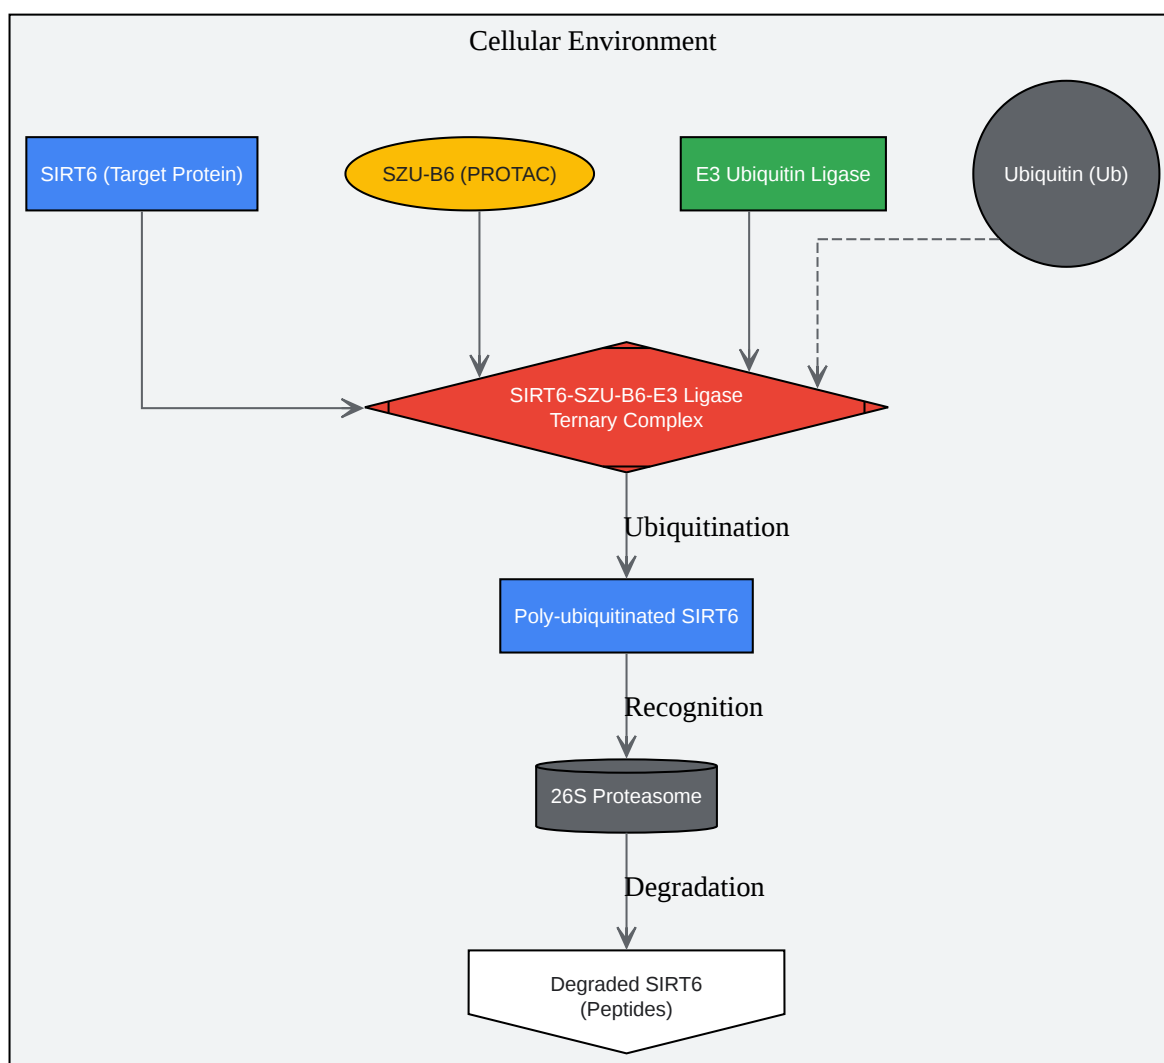 Cellular Environment
SIRT6 (Target Protein)
SZU-B6 (PROTAC)
E3 Ubiquitin Ligase
Ubiquitin (Ub)
SIRT6-SZU-B6-E3 Ligase
Ternary Complex
Ubiquitination
Poly-ubiquitinated SIRT6
Recognition
26S Proteasome
Degradation
Degraded SIRT6
(Peptides)